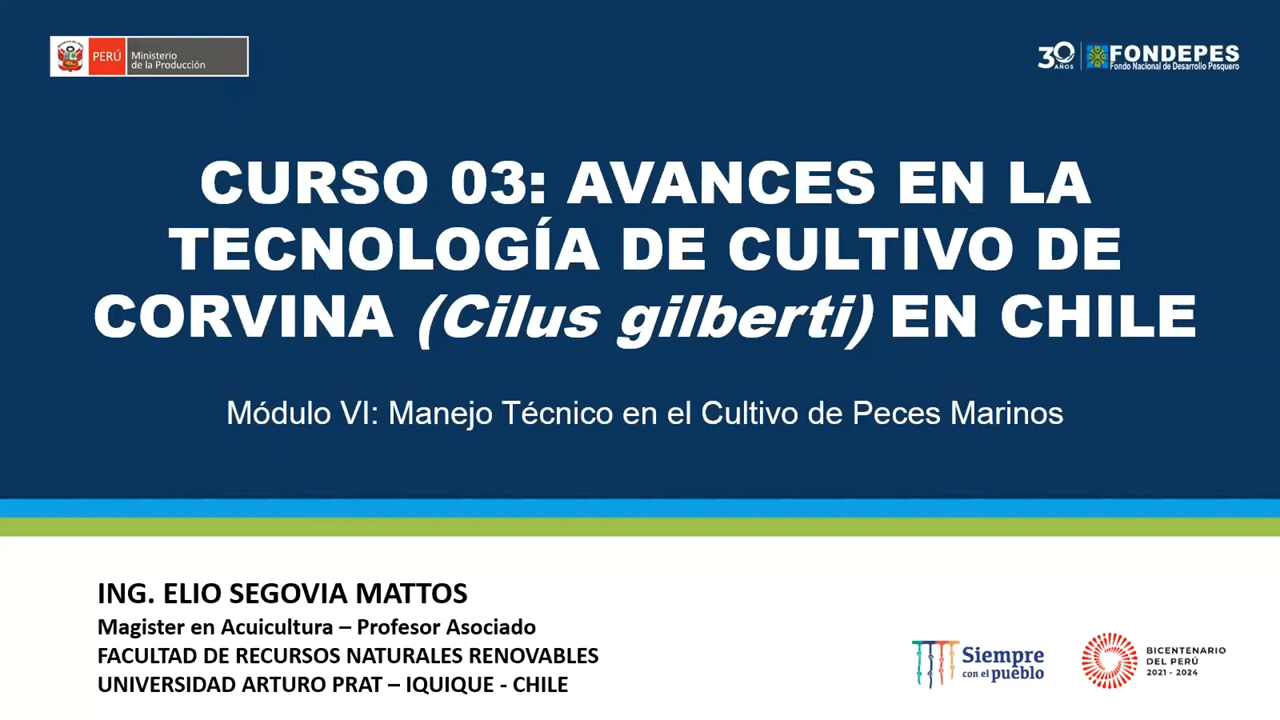 PERÚ
Ministerio
de la Producción
30
AÑOS
FONDEPES
Fondo Nacional de Desarrollo Pesquero
CURSO 03: AVANCES EN LA
TECNOLOGÍA DE CULTIVO DE
CORVINA (Cilus gilberti) EN CHILE
Módulo VI: Manejo Técnico en el Cultivo de Peces Marinos
ING. ELIO SEGOVIA MATTOS
Magister en Acuicultura – Profesor Asociado
FACULTAD DE RECURSOS NATURALES RENOVABLES
UNIVERSIDAD ARTURO PRAT – IQUIQUE - CHILE
Siempre
con el pueblo
BICENTENARIO
DEL PERÚ
2021 - 2024